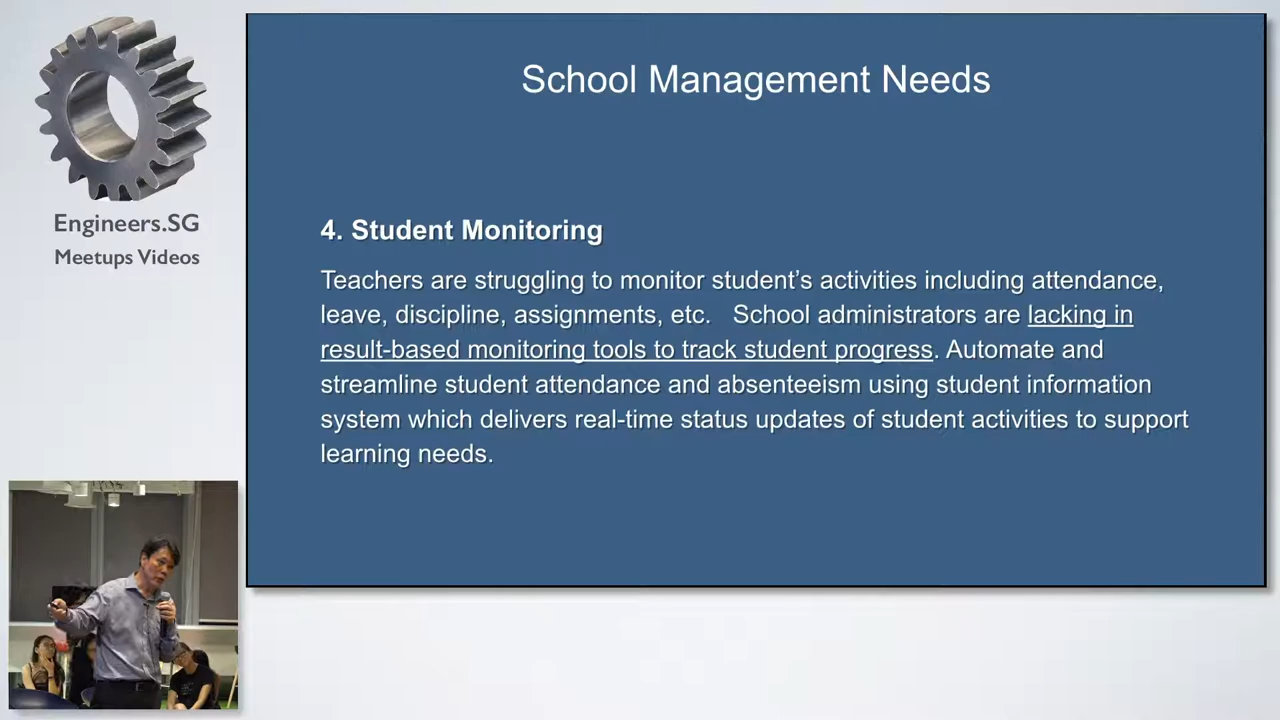 School Management Needs
Engineers.SG
Meetups Videos
4. Student Monitoring
Teachers are struggling to monitor student’s activities including attendance,
leave, discipline, assignments, etc.   School administrators are lacking in
result-based monitoring tools to track student progress. Automate and
streamline student attendance and absenteeism using student information
system which delivers real-time status updates of student activities to support
learning needs.